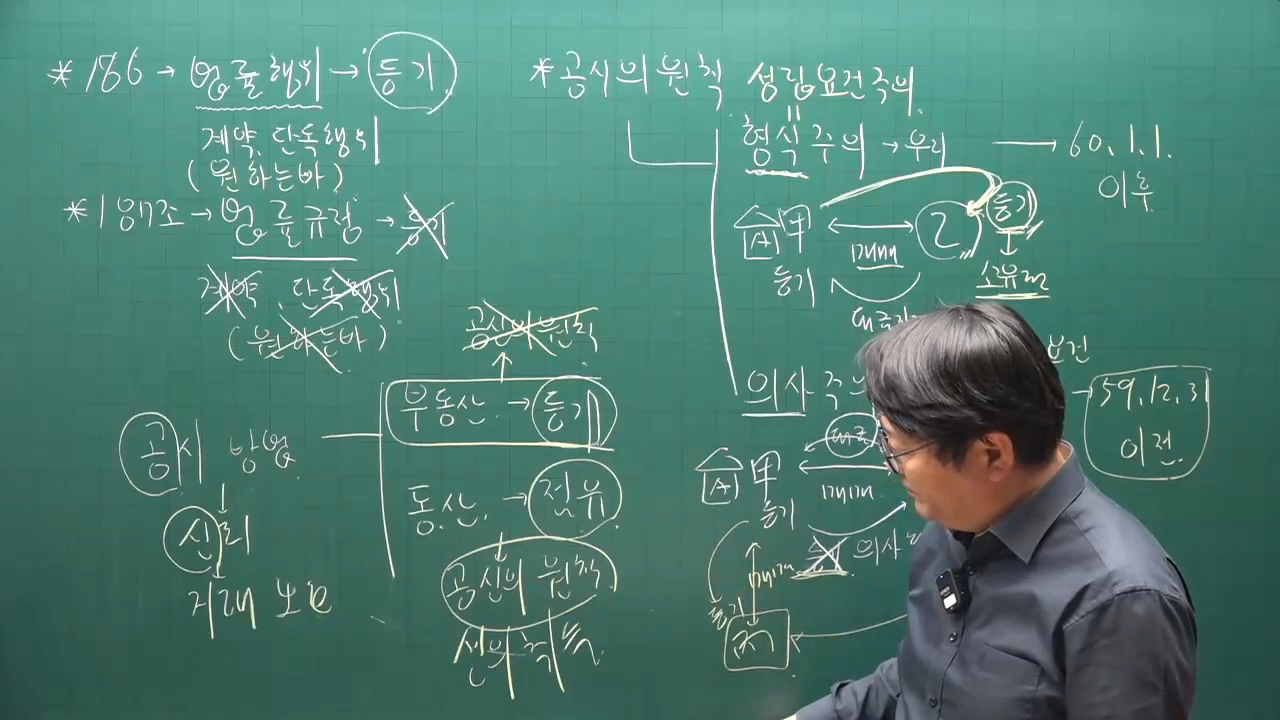 *186→법률행위→등기
계약, 단독행위
(원하는바)
*187조→법률규정→등기
계약, 단독행위
(원하는바)
공신의 원칙
부동산→등기
공시방법
동산→점유
신뢰
공신의 원칙
거래보호
선의취득
*공시의 원칙 성립요건주의
형식주의→우리→60.1.1.
이후
A 甲 매매 乙 등기
등기 소유권
의사주
59.12.31
이전
대금
A 甲 매매
등기
등기 의사
매매
등기
丙